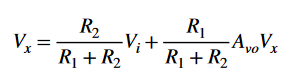 V_x = \frac{R_2}{R_1 + R_2} V_i + \frac{R_1}{R_1 + R_2} A_{vo} V_x